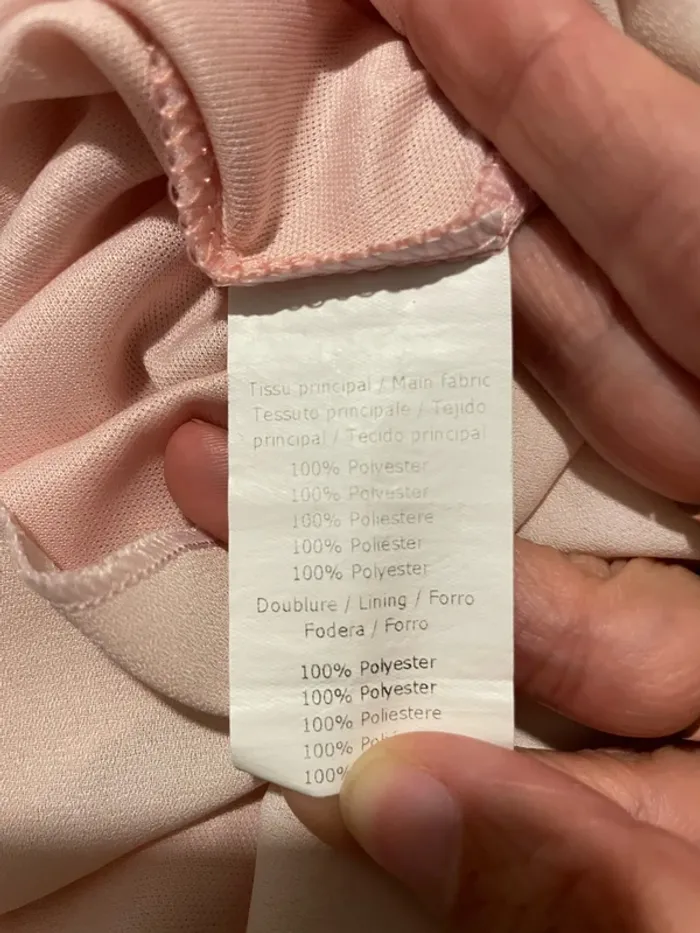 Tissu principal / Main fabric
Tessuto principale / Tejido
principal / Tecido principal
100% Polyester
100% Polyester
100% Poliestere
100% Poliéster
100% Polyester
Doublure / Lining / Forro
Fodera / Forro
100% Polyester
100% Polyester
100% Poliestere
100%
100%